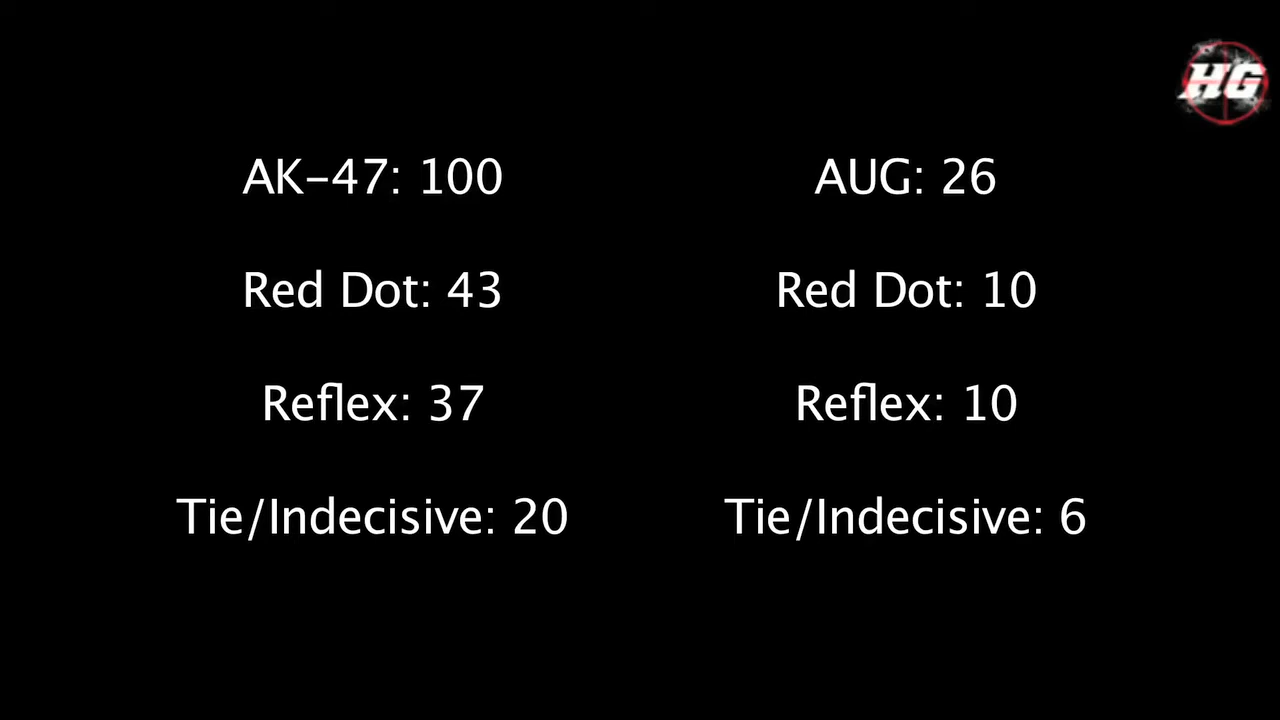 HG
AK-47: 100
Red Dot: 43
Reflex: 37
Tie/Indecisive: 20
AUG: 26
Red Dot: 10
Reflex: 10
Tie/Indecisive: 6